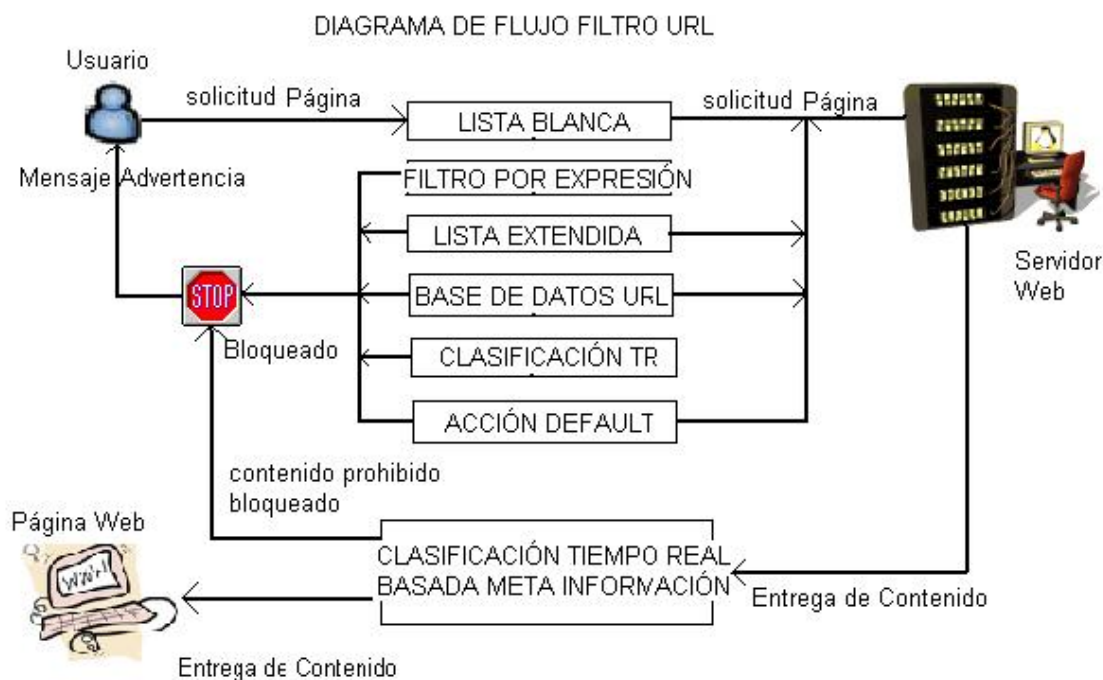 DIAGRAMA DE FLUJO FILTRO URL
Usuario
solicitud Página
LISTA BLANCA
solicitud Página
Mensaje Advertencia
FILTRO POR EXPRESIÓN
LISTA EXTENDIDA
Servidor
Web
STOP
BASE DE DATOS URL
Bloqueado
CLASIFICACIÓN TR
ACCIÓN DEFAULT
contenido prohibido
bloqueado
Página Web
CLASIFICACIÓN TIEMPO REAL
BASADA META INFORMACIÓN
Entrega de Contenido
Entrega de Contenido